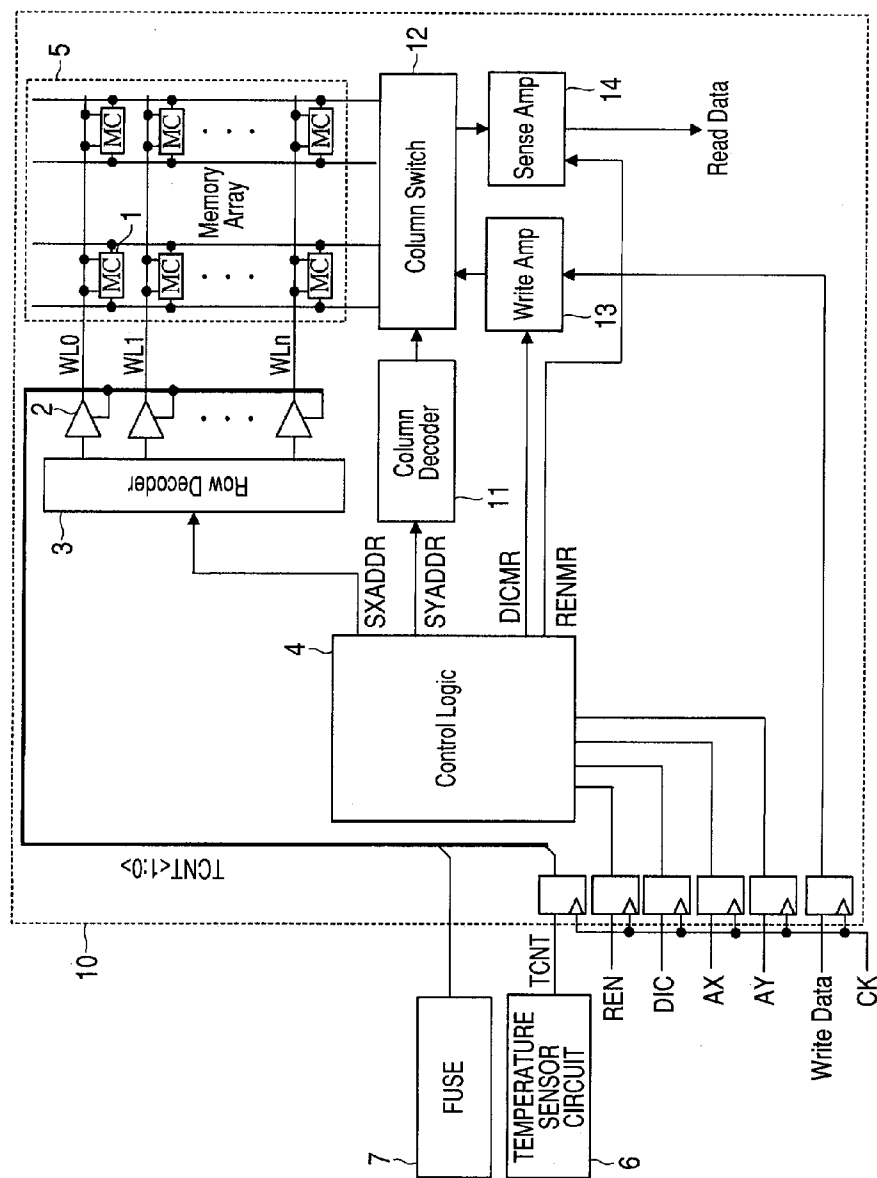 10
TCNT<1:0>
3
Row Decoder
2
WL0
WL1
WLn
5
MC
MC
1
MC
MC
. . .
. . .
. . .
MC
MC
Memory Array
4
Control Logic
SXADDR
SYADDR
DICMR
RENMR
Column Decoder
11
Column Switch
12
Write Amp
13
Sense Amp
14
Read Data
7
FUSE
TEMPERATURE
SENSOR
CIRCUIT
6
TCNT
REN
DIC
AX
AY
Write Data
CK